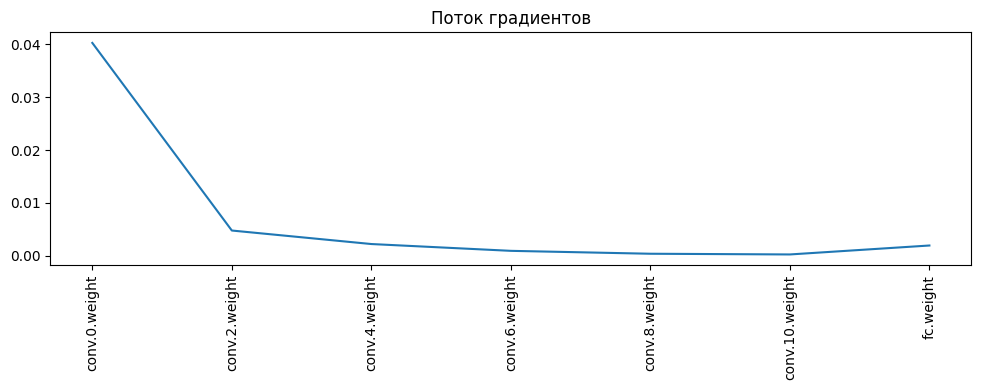 Поток градиентов
0.04
0.03
0.02
0.01
0.00
conv.0.weight
conv.2.weight
conv.4.weight
conv.6.weight
conv.8.weight
conv.10.weight
fc.weight